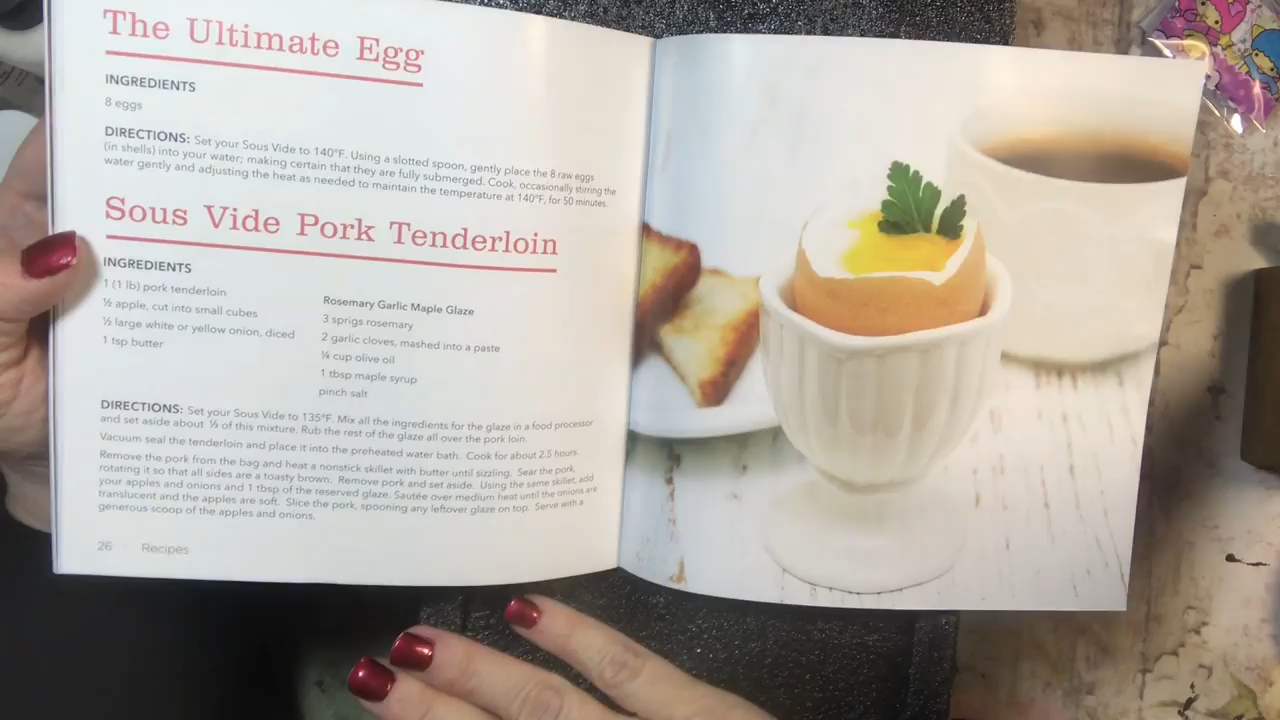 The Ultimate Egg
INGREDIENTS
8 eggs
DIRECTIONS: Set your Sous Vide to 140°F. Using a slotted spoon, gently place the 8 raw eggs
(in shells) into your water; making certain that they are fully submerged. Cook, occasionally stirring the
water gently and adjusting the heat as needed to maintain the temperature at 140°F, for 50 minutes.
Sous Vide Pork Tenderloin
INGREDIENTS
1 (1 lb) pork tenderloin
½ apple, cut into small cubes
½ large white or yellow onion, diced
1 tsp butter
Rosemary Garlic Maple Glaze
3 sprigs rosemary
2 garlic cloves, mashed into a paste
¼ cup olive oil
1 tbsp maple syrup
pinch salt
DIRECTIONS: Set your Sous Vide to 135°F. Mix all the ingredients for the glaze in a food processor
and set aside about ⅓ of this mixture. Rub the rest of the glaze all over the pork loin.
Vacuum seal the tenderloin and place it into the preheated water bath. Cook for about 2.5 hours.
Remove the pork from the bag and heat a nonstick skillet with butter until sizzling. Sear the pork,
rotating it so that all sides are a toasty brown. Remove pork and set aside. Using the same skillet, add
your apples and onions and 1 tbsp of the reserved glaze. Sautée over medium heat until the onions are
translucent and the apples are soft. Slice the pork, spooning any leftover glaze on top. Serve with a
generous scoop of the apples and onions.
26 Recipes